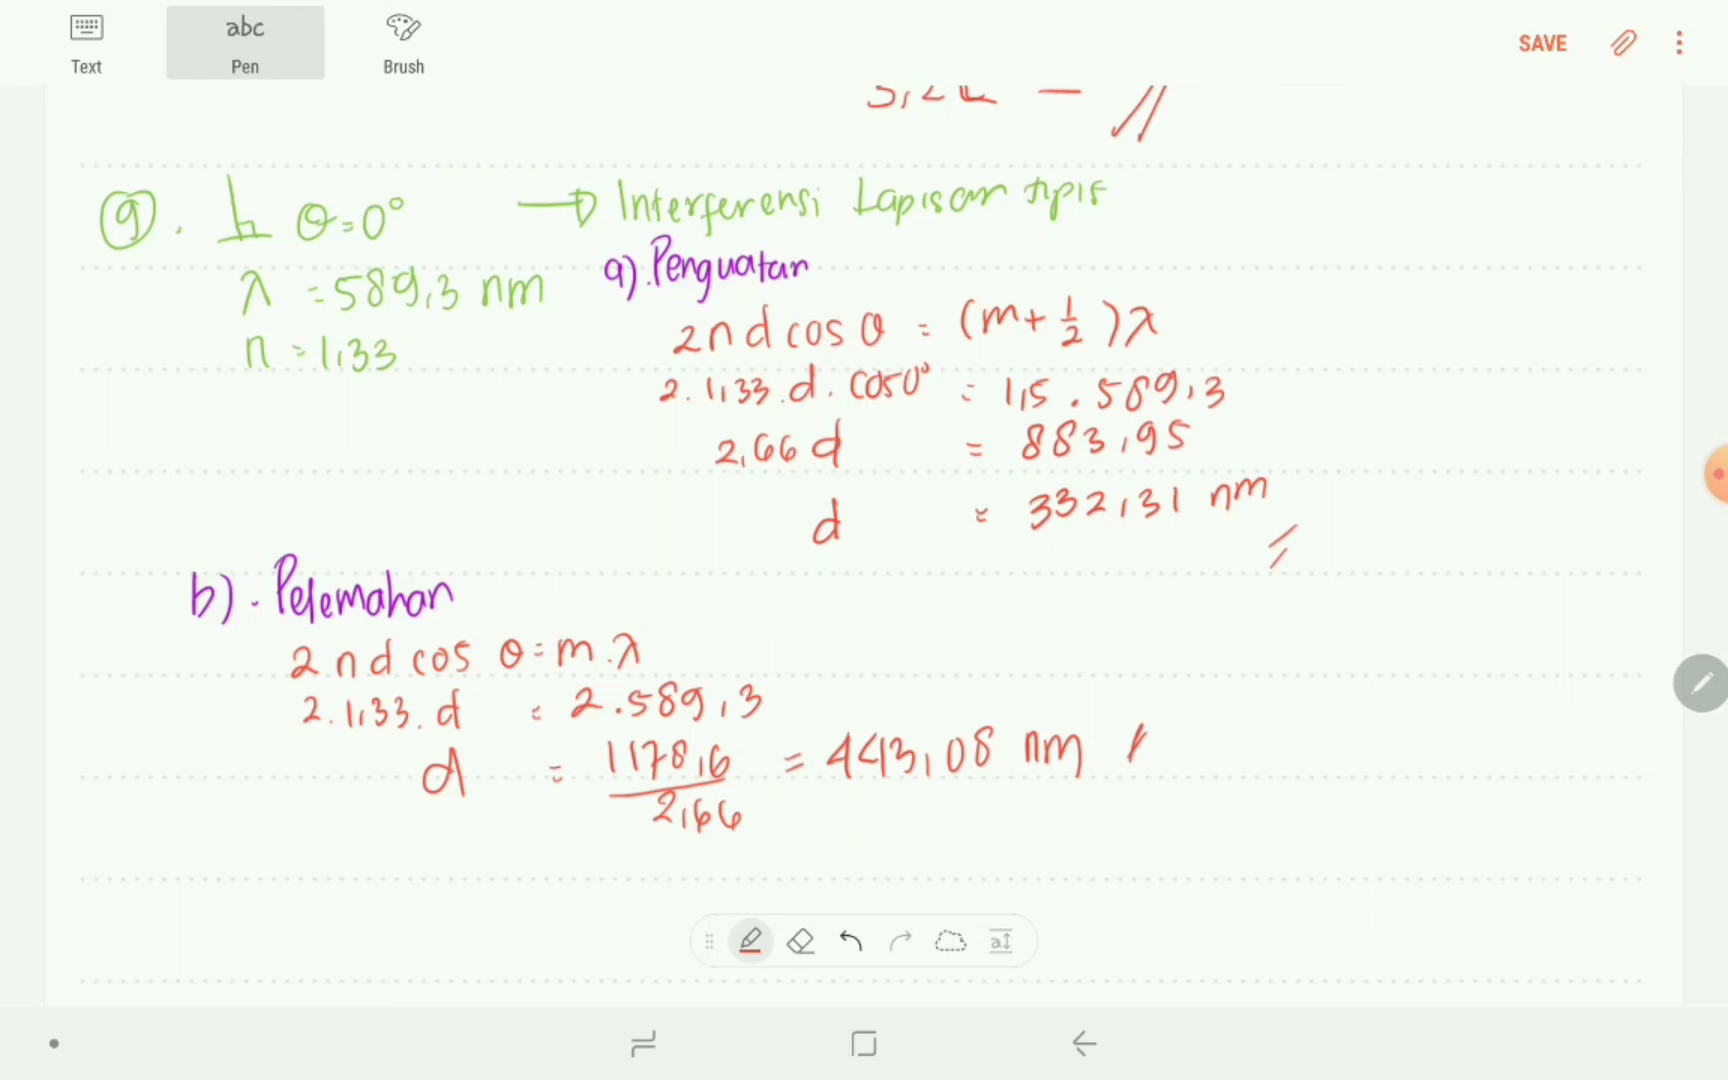 Text
abc
Pen
Brush
SAVE
9. ⊥ θ=0° → Interferensi Lapisan tipis
λ = 589,3 nm
n = 1,33
a). Penguatan
2nd cos θ = (m+1/2)λ
2.1,33.d. cos0° = 1,5 . 589,3
2,66 d = 883,95
d = 332,31 nm
b). Pelemahan
2 n d cos θ = m.λ
2.1,33.d = 2.589,3
d = 1178,6/2,66 = 443,08 nm